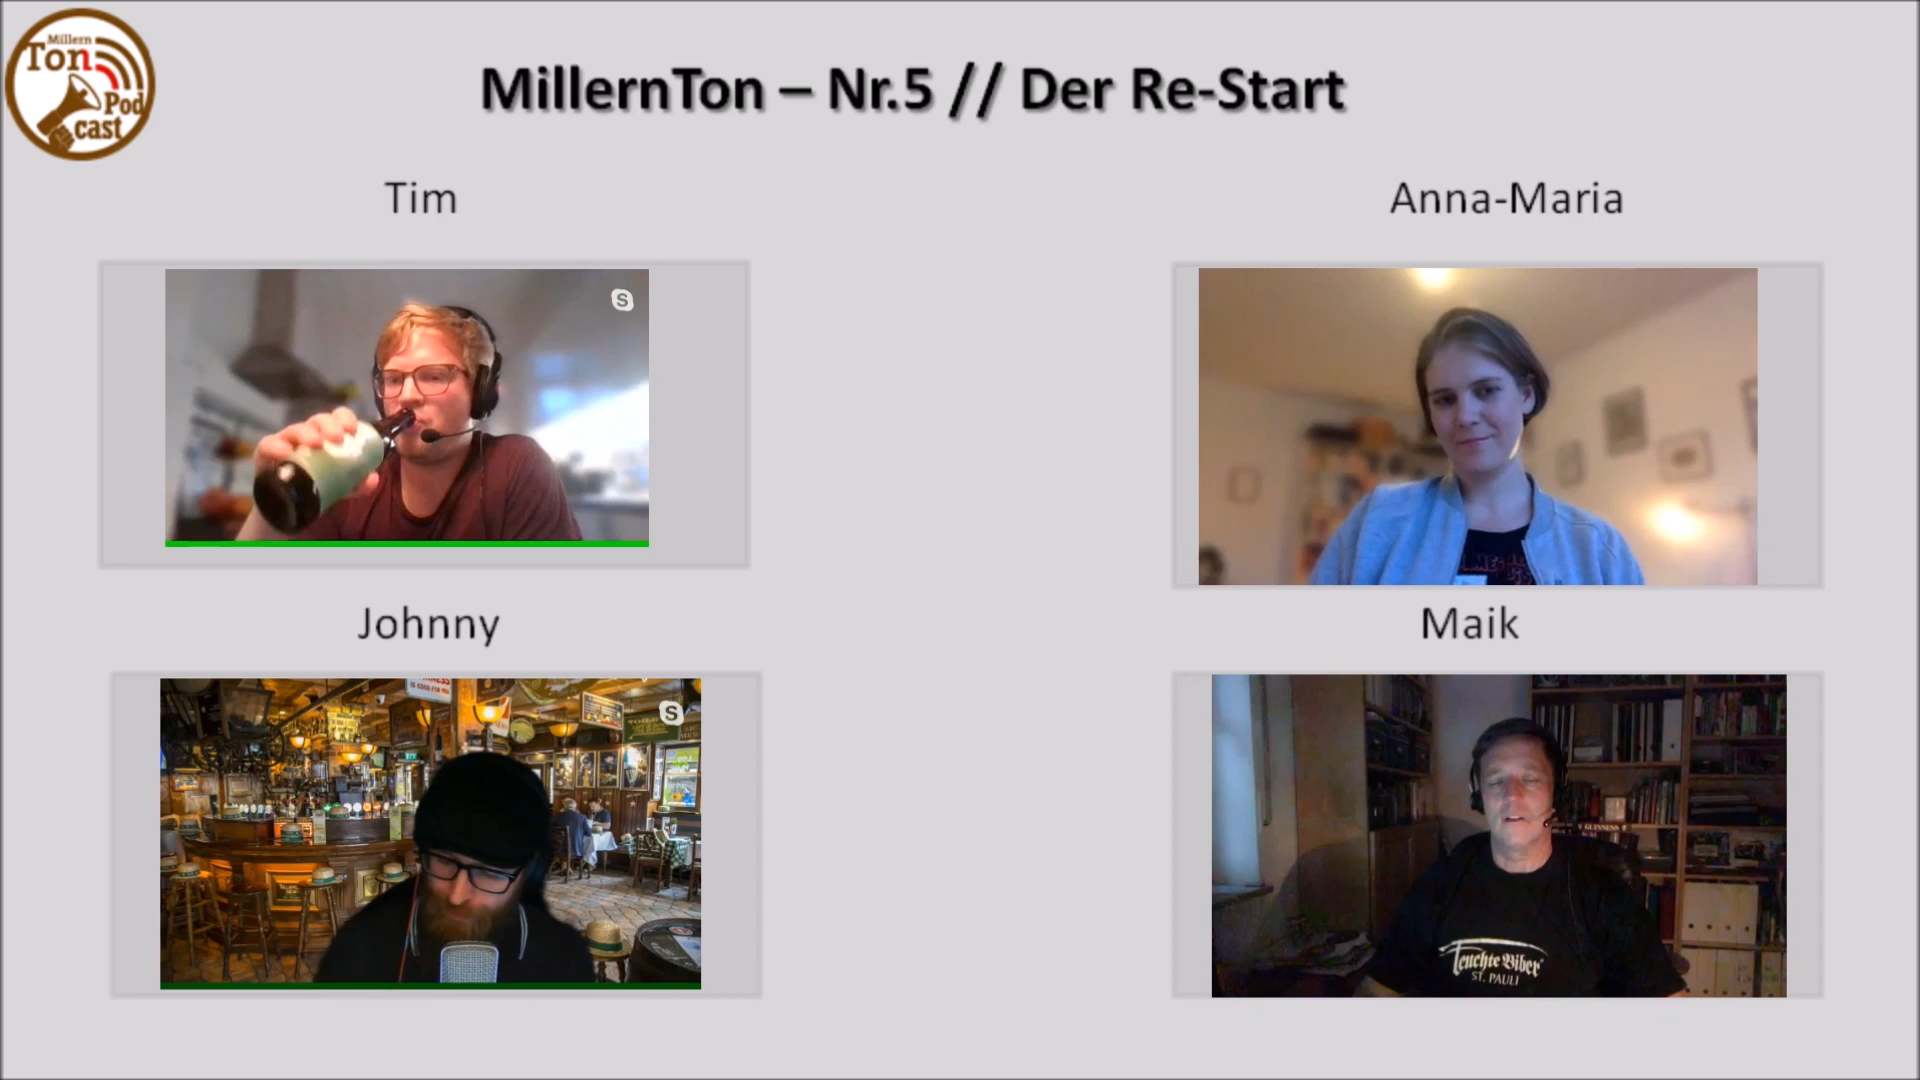 Millern
Ton
Pod
cast
MillernTon – Nr.5 // Der Re-Start
Tim
Anna-Maria
S
Johnny
Maik
S
GUINNESS
Feuchte Biber
ST. PAULI